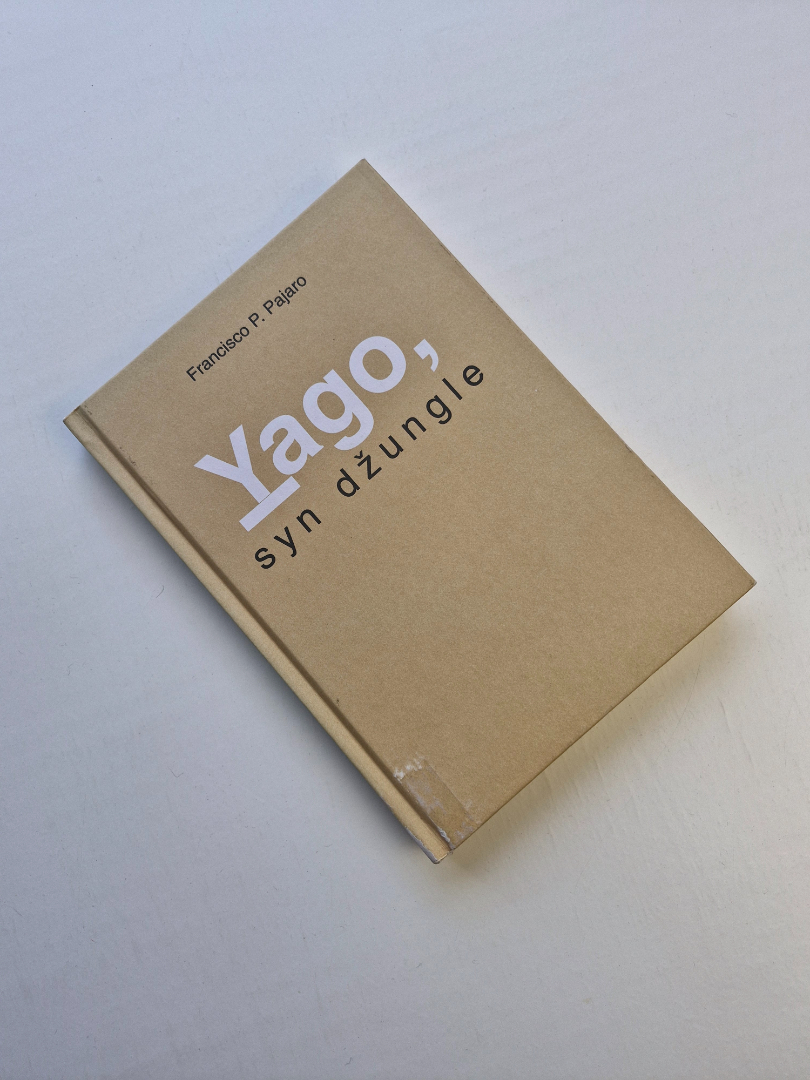 Francisco P. Pajaro
Yago,
syn džungle